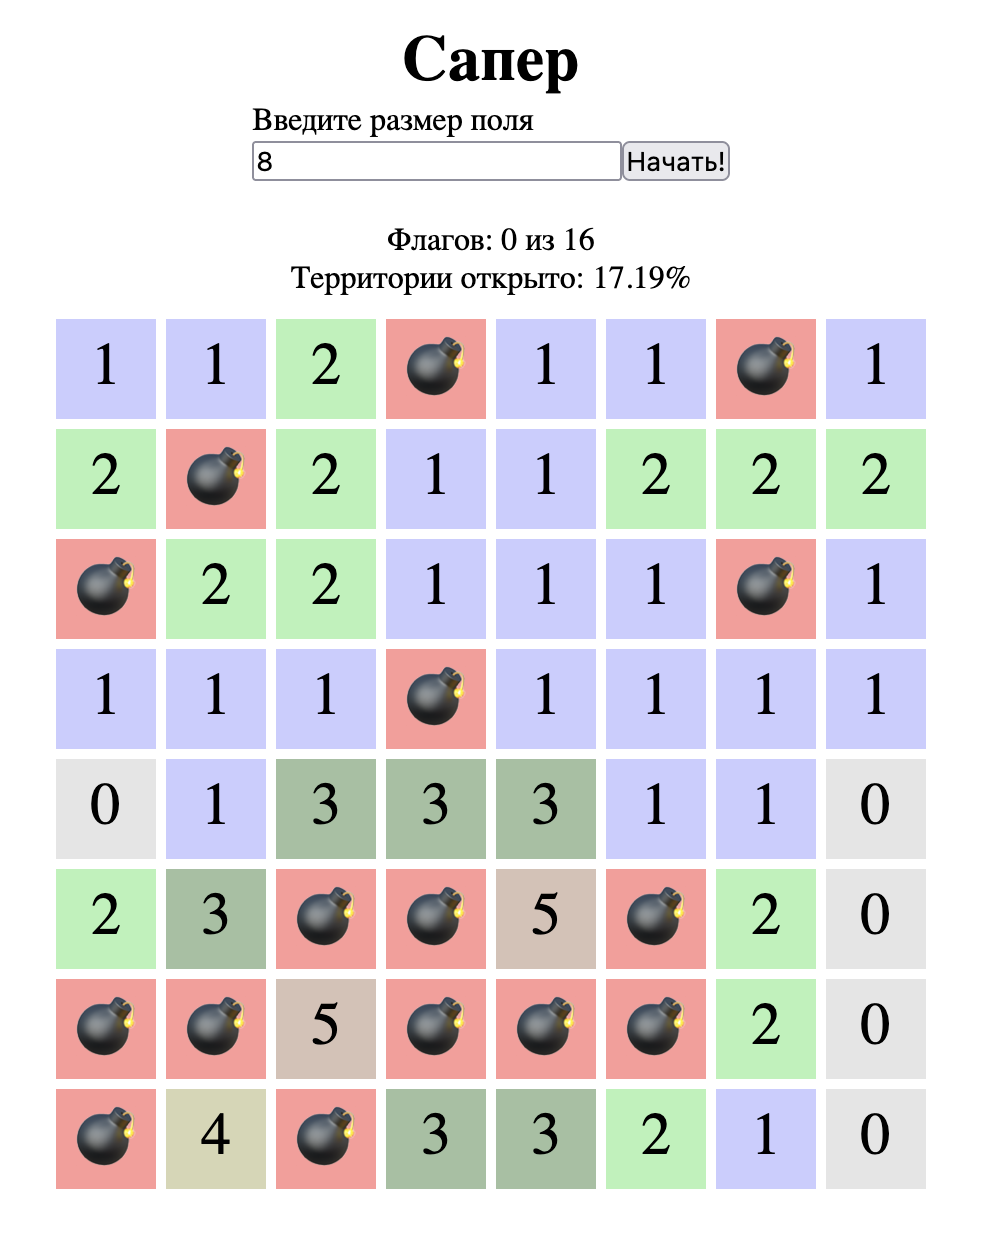 Сапер
Введите размер поля
8 Начать!
Флагов: 0 из 16
Территории открыто: 17.19%
1 1 2 1 1 1
2 2 1 1 2 2 2
2 2 1 1 1 1
1 1 1 1 1 1 1
0 1 3 3 3 1 1 0
2 3 5 2 0
5 2 0
4 3 3 2 1 0